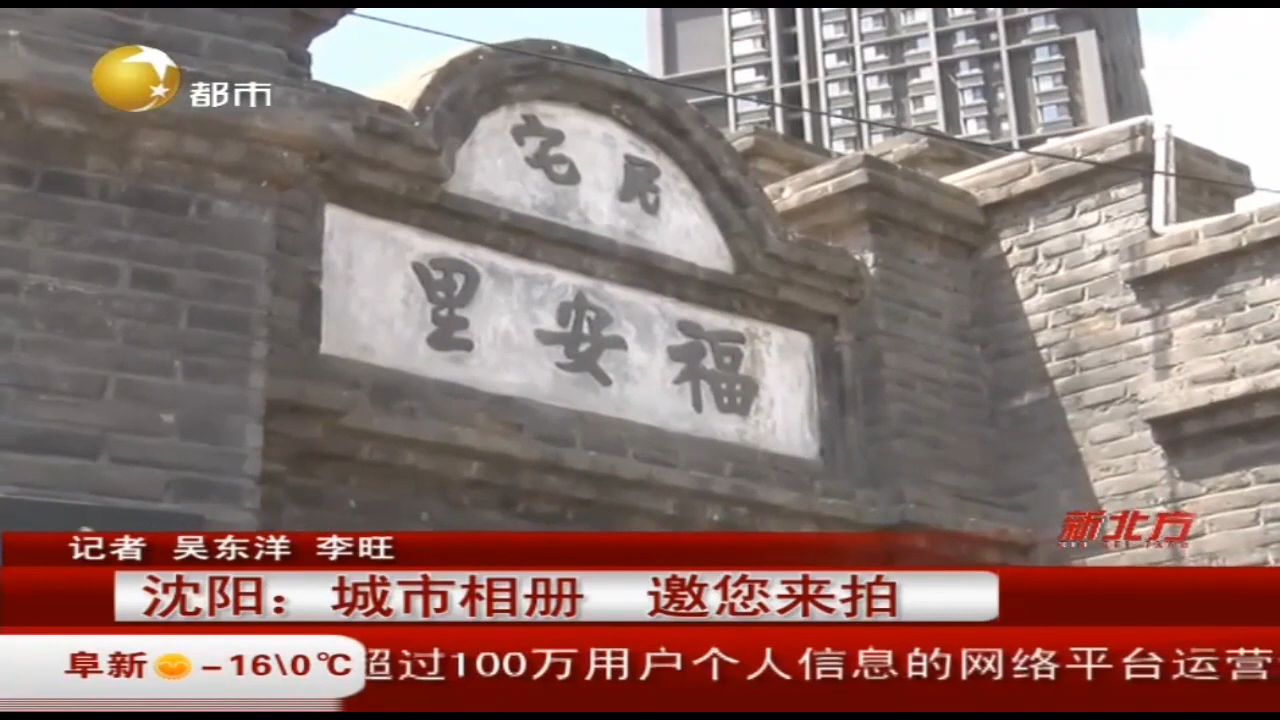 都市
宅居
里安福
新北方
记者 吴东洋 李旺
沈阳：城市相册 邀您来拍
阜新 -16\0℃ 超过100万用户个人信息的网络平台运营